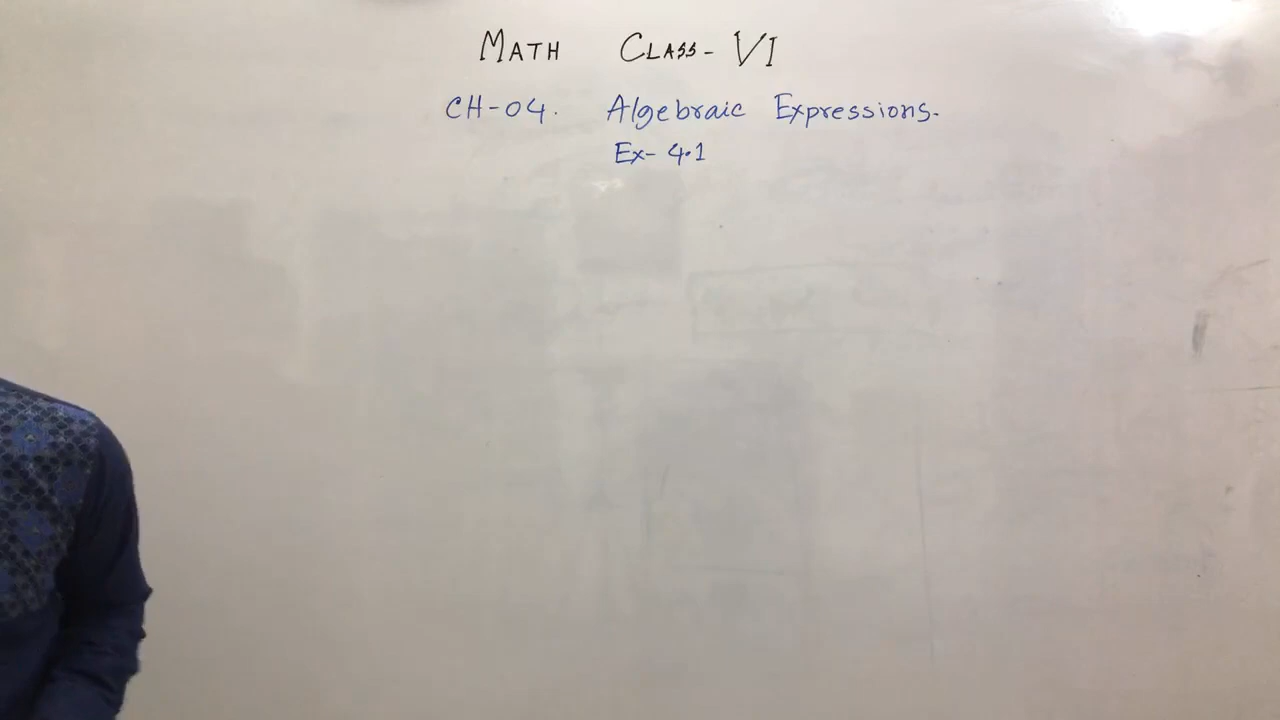 MATH CLASS- VI
CH-04. Algebraic Expressions.
Ex- 4.1